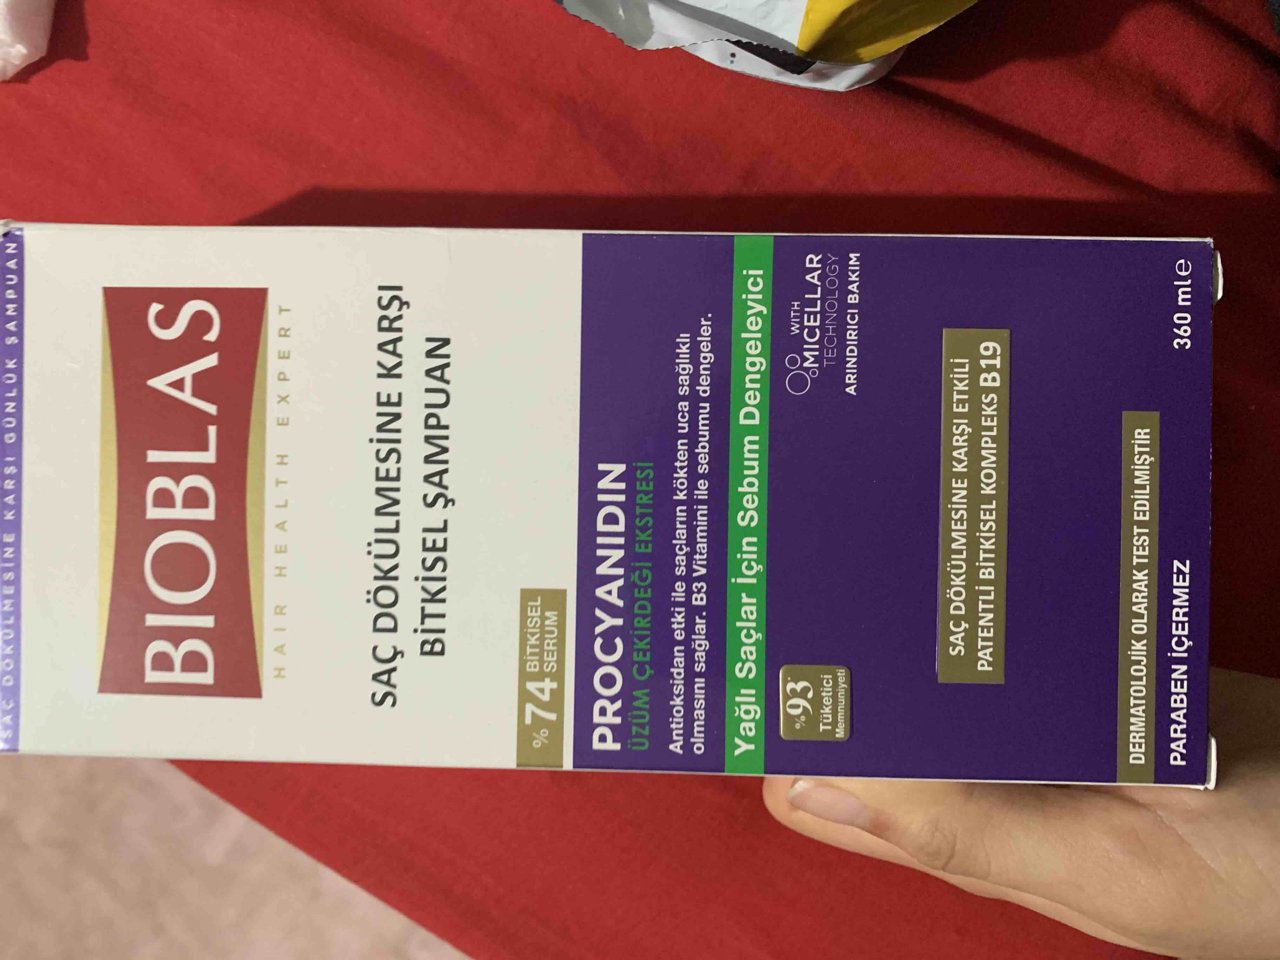 SAÇ DÖKÜLMESİNE KARŞI GÜNLÜK ŞAMPUAN
BIOBLAS
HAIR HEALTH EXPERT
SAÇ DÖKÜLMESİNE KARŞI
BİTKİSEL ŞAMPUAN
%74 BİTKİSEL
SERUM
PROCYANIDIN
ÜZÜM ÇEKİRDEĞİ EKSTRESİ
Antioksidan etki ile saçların kökten uca sağlıklı
olmasını sağlar. B3 Vitamini ile sebumu dengeler.
Yağlı Saçlar İçin Sebum Dengeleyici
%93*
Tüketici
Memnuniyeti
WITH
MICELLAR
TECHNOLOGY
ARINDIRICI BAKIM
SAÇ DÖKÜLMESİNE KARŞI ETKİLİ
PATENTLİ BİTKİSEL KOMPLEKS B19
DERMATOLOJİK OLARAK TEST EDİLMİŞTİR
PARABEN İÇERMEZ
360 ml e